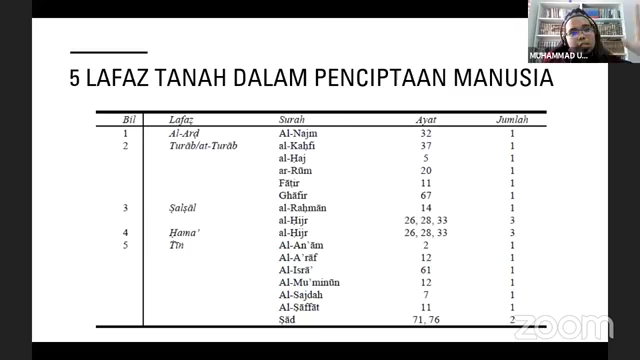 MUHAMMAD U...
5 LAFAZ TANAH DALAM PENCIPTAAN MANUSIA
Bil Lafaẓ Surah Ayat Jumlah
1 Al-Arḍ Al-Najm 32 1
2 Turāb/at-Turāb al-Kahfi 37 1
al-Haj 5 1
ar-Rūm 20 1
Fāṭir 11 1
Ghāfir 67 1
3 Ṣalṣāl al-Raḥmān 14 1
al-Ḥijr 26, 28, 33 3
4 Ḥama' al-Ḥijr 26, 28, 33 3
5 Ṭīn Al-An'ām 2 1
Al-A'rāf 12 1
Al-Isrā' 61 1
Al-Mu'minūn 12 1
Al-Sajdah 7 1
Al-Ṣāffāt 11 1
Ṣād 71, 76 2
zoom